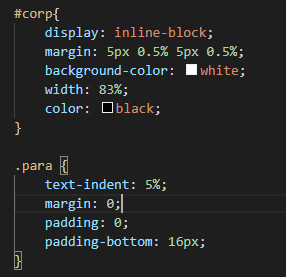 #corp{
display: inline-block;
margin: 5px 0.5% 5px 0.5%;
background-color: white;
width: 83%;
color: black;
}
.para {
text-indent: 5%;
margin: 0;
padding: 0;
padding-bottom: 16px;
}